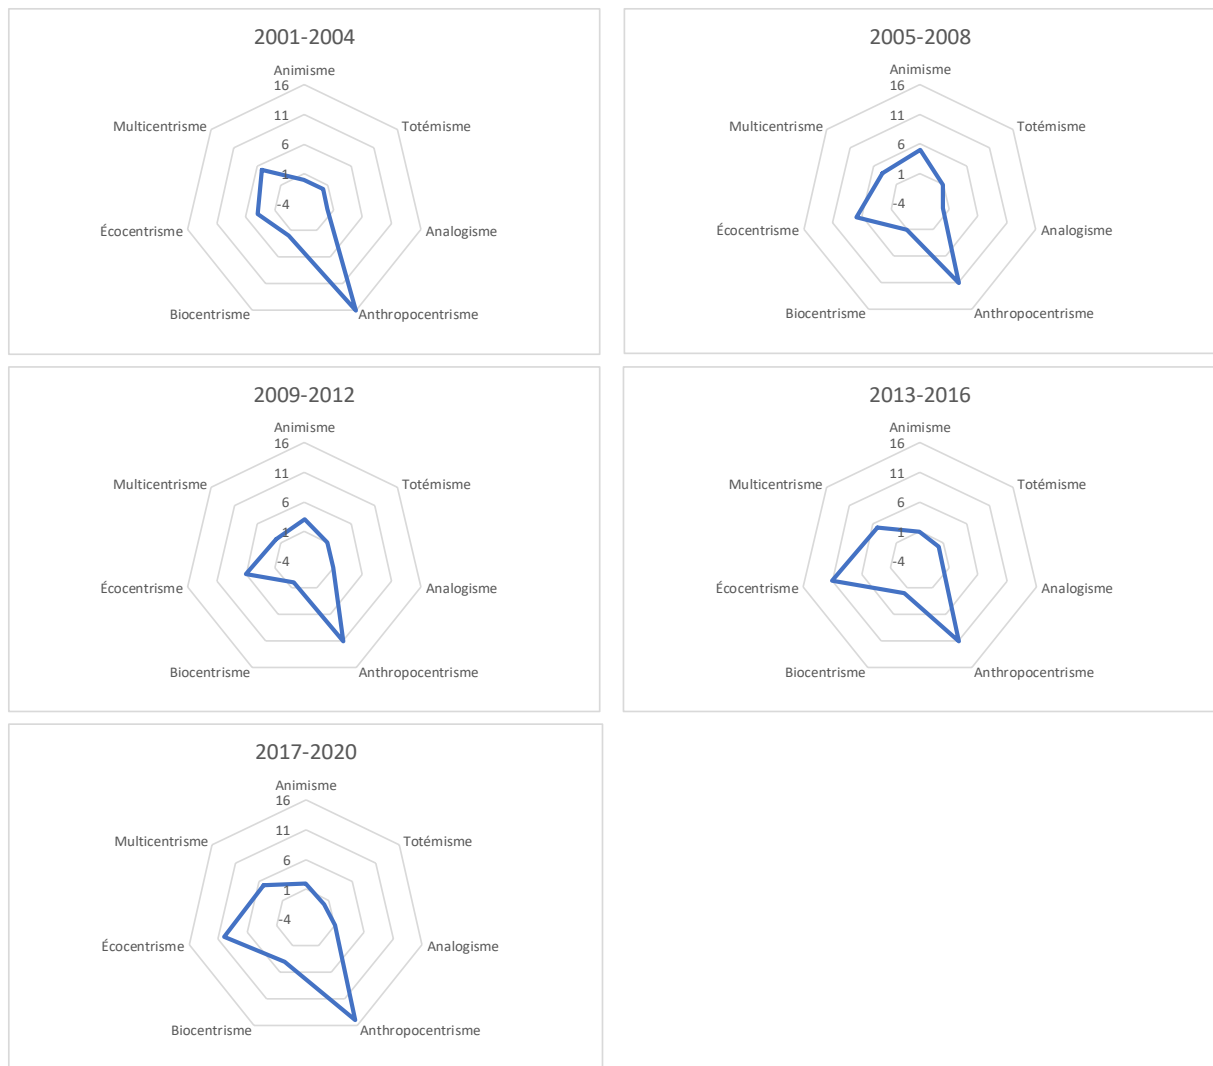 2001-2004
Animisme
16
Multicentrisme
11
Totémisme
6
1
-4
Écocentrisme
Analogisme
Biocentrisme
Anthropocentrisme
2005-2008
Animisme
16
Multicentrisme
11
Totémisme
6
1
-4
Écocentrisme
Analogisme
Biocentrisme
Anthropocentrisme
2009-2012
Animisme
16
Multicentrisme
11
Totémisme
6
1
-4
Écocentrisme
Analogisme
Biocentrisme
Anthropocentrisme
2013-2016
Animisme
16
Multicentrisme
11
Totémisme
6
1
-4
Écocentrisme
Analogisme
Biocentrisme
Anthropocentrisme
2017-2020
Animisme
16
Multicentrisme
11
Totémisme
6
1
-4
Écocentrisme
Analogisme
Biocentrisme
Anthropocentrisme